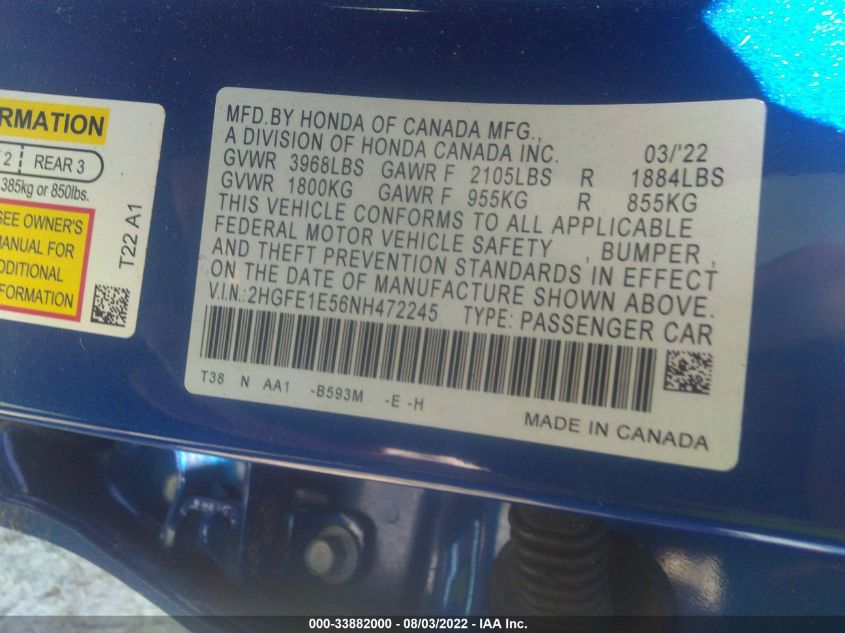 RMATION
2 REAR 3
385kg or 850lbs.
SEE OWNER'S
MANUAL FOR
ADDITIONAL
INFORMATION
T22 A1
MFD.BY HONDA OF CANADA MFG.,
A DIVISION OF HONDA CANADA INC. 03/'22
GVWR 3968LBS GAWR F 2105LBS R 1884LBS
GVWR 1800KG GAWR F 955KG R 855KG
THIS VEHICLE CONFORMS TO ALL APPLICABLE
FEDERAL MOTOR VEHICLE SAFETY , BUMPER ,
AND THEFT PREVENTION STANDARDS IN EFFECT
ON THE DATE OF MANUFACTURE SHOWN ABOVE.
V.I.N.:2HGFE1E56NH472245 TYPE: PASSENGER CAR
T38 N AA1 -B593M -E -H
MADE IN CANADA
000-33882000 - 08/03/2022 - IAA Inc.